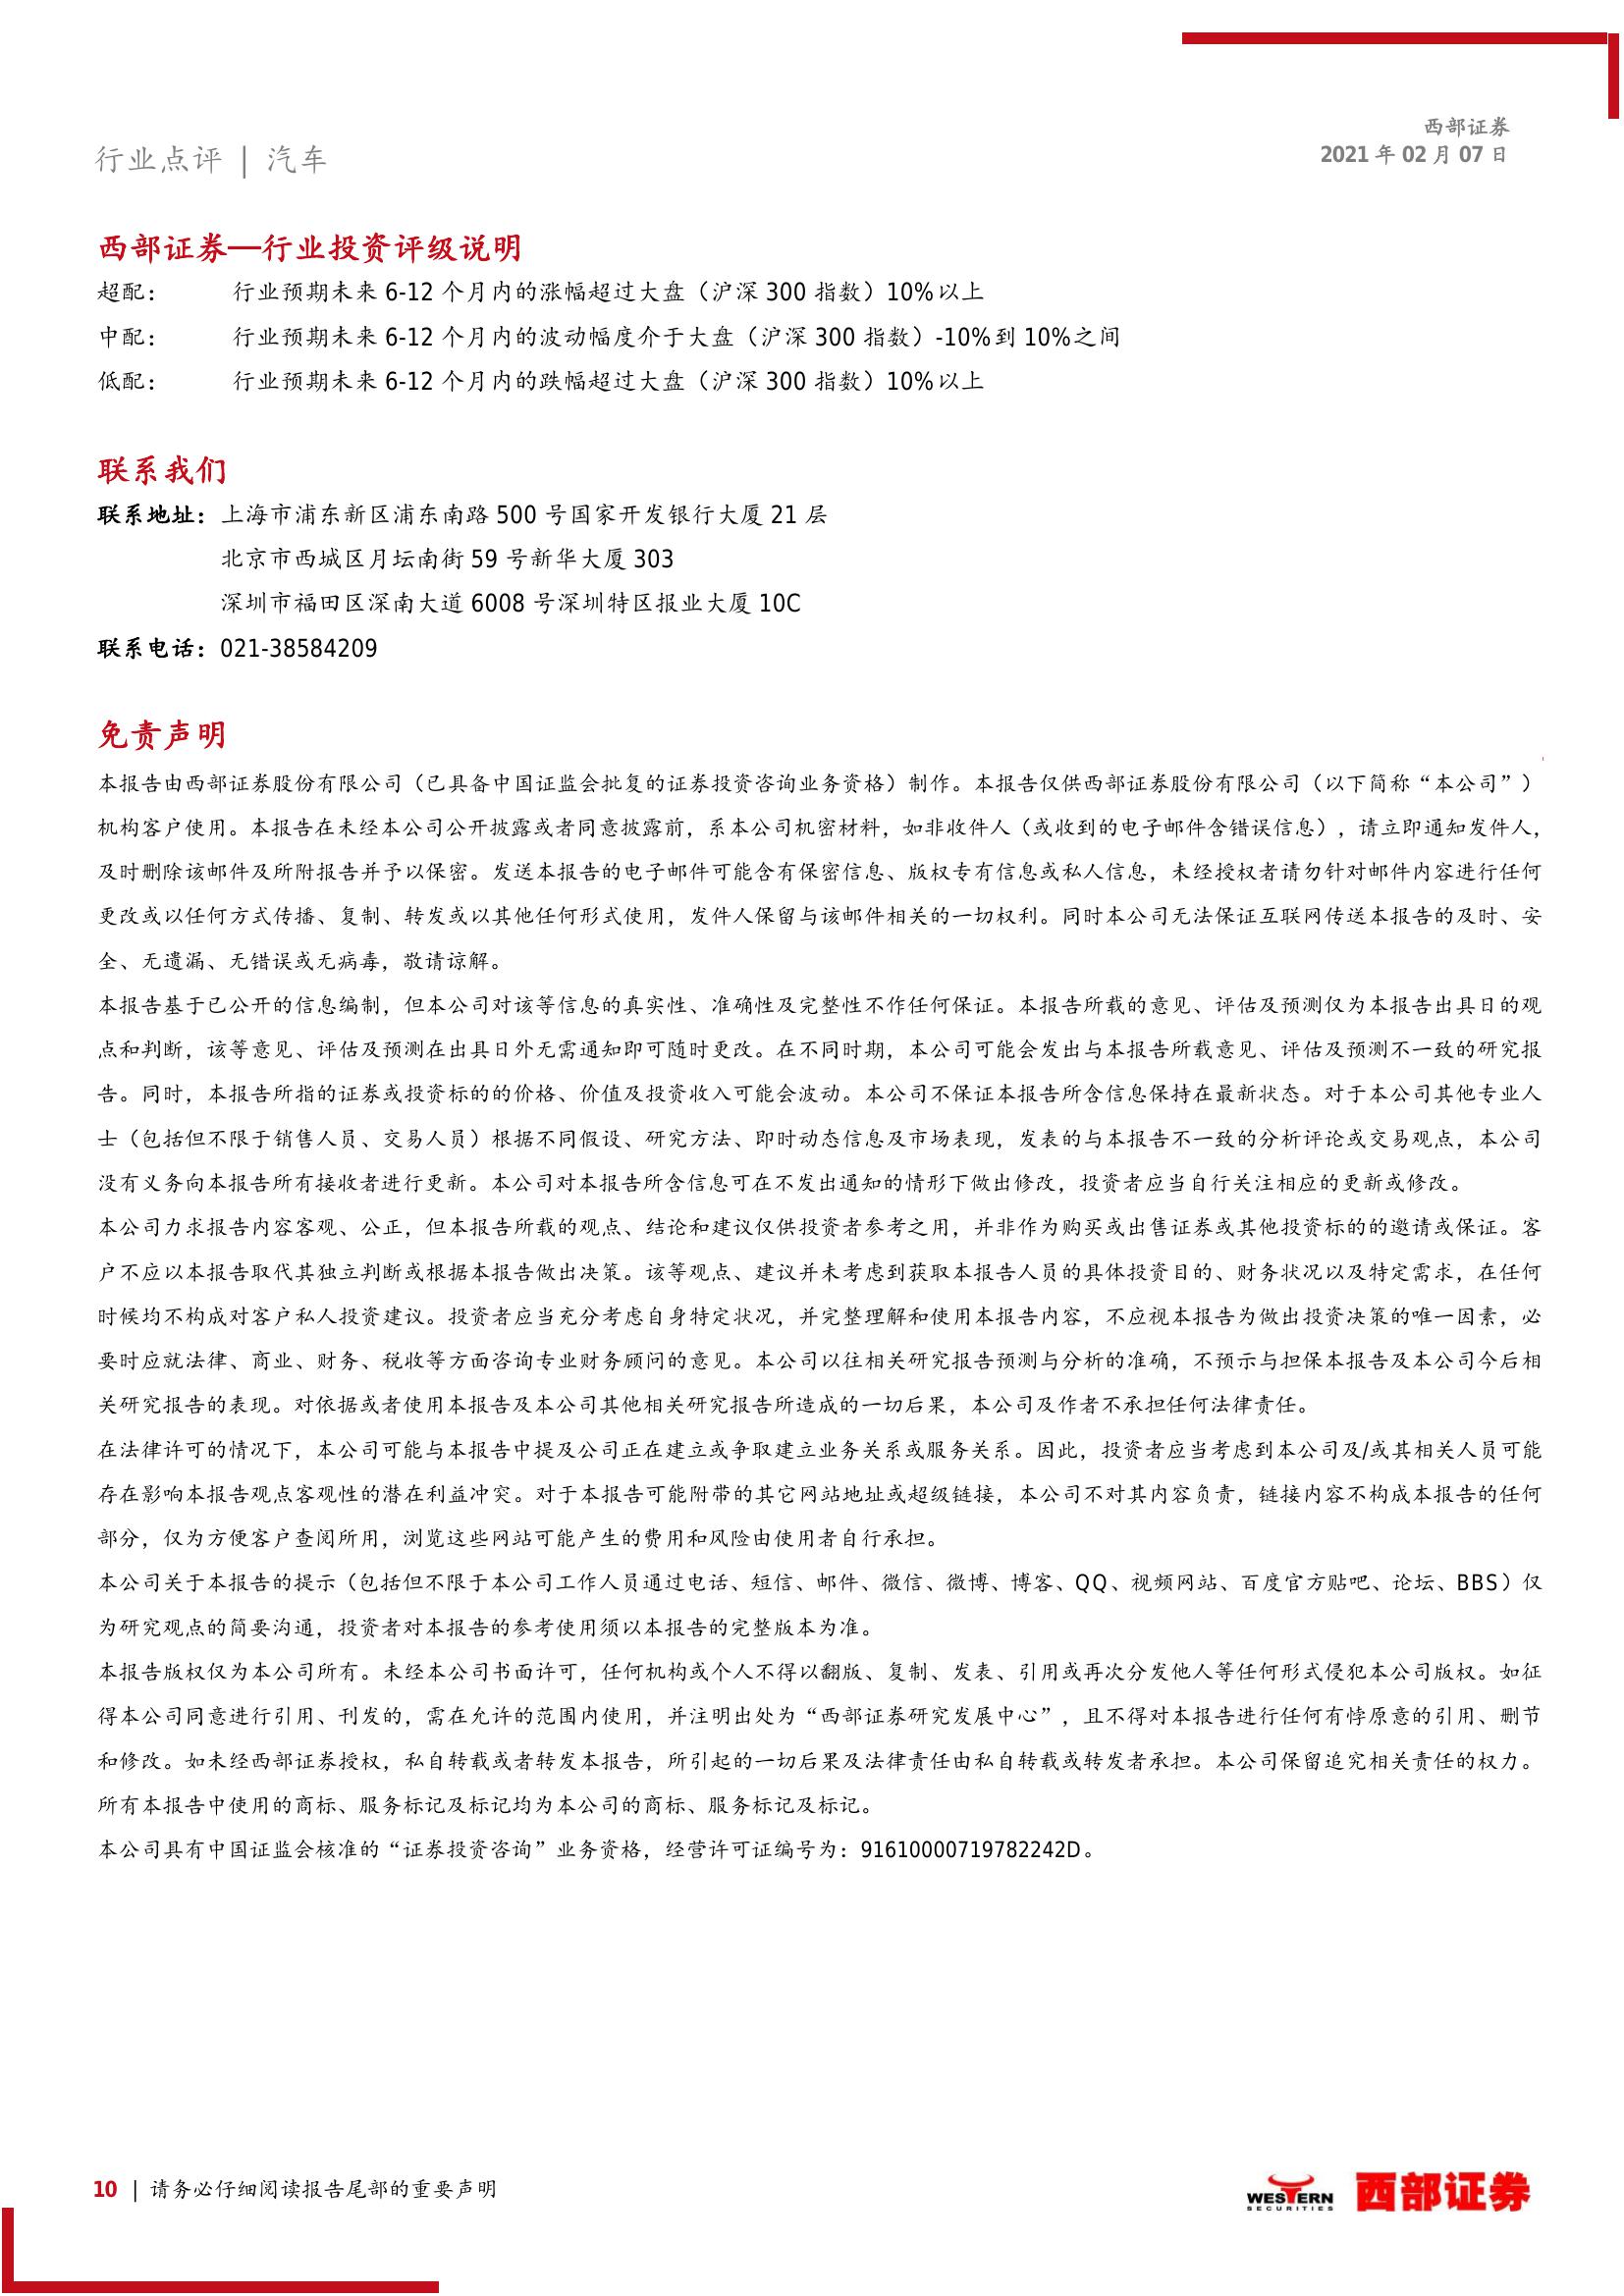 西部证券
2021 年 02 月 07 日
行业点评 | 汽车
西部证券—行业投资评级说明
超配： 行业预期未来 6-12 个月内的涨幅超过大盘（沪深 300 指数）10%以上
中配： 行业预期未来 6-12 个月内的波动幅度介于大盘（沪深 300 指数）-10%到 10%之间
低配： 行业预期未来 6-12 个月内的跌幅超过大盘（沪深 300 指数）10%以上
联系我们
联系地址：上海市浦东新区浦东南路 500 号国家开发银行大厦 21 层
北京市西城区月坛南街 59 号新华大厦 303
深圳市福田区深南大道 6008 号深圳特区报业大厦 10C
联系电话：021-38584209
免责声明
本报告由西部证券股份有限公司（已具备中国证监会批复的证券投资咨询业务资格）制作。本报告仅供西部证券股份有限公司（以下简称“本公司”）
机构客户使用。本报告在未经本公司公开披露或者同意披露前，系本公司机密材料，如非收件人（或收到的电子邮件含错误信息），请立即通知发件人，
及时删除该邮件及所附报告并予以保密。发送本报告的电子邮件可能含有保密信息、版权专有信息或私人信息，未经授权者请勿针对邮件内容进行任何
更改或以任何方式传播、复制、转发或以其他任何形式使用，发件人保留与该邮件相关的一切权利。同时本公司无法保证互联网传送本报告的及时、安
全、无遗漏、无错误或无病毒，敬请谅解。
本报告基于已公开的信息编制，但本公司对该等信息的真实性、准确性及完整性不作任何保证。本报告所载的意见、评估及预测仅为本报告出具日的观
点和判断，该等意见、评估及预测在出具日外无需通知即可随时更改。在不同时期，本公司可能会发出与本报告所载意见、评估及预测不一致的研究报
告。同时，本报告所指的证券或投资标的的价格、价值及投资收入可能会波动。本公司不保证本报告所含信息保持在最新状态。对于本公司其他专业人
士（包括但不限于销售人员、交易人员）根据不同假设、研究方法、即时动态信息及市场表现，发表的与本报告不一致的分析评论或交易观点，本公司
没有义务向本报告所有接收者进行更新。本公司对本报告所含信息可在不发出通知的情形下做出修改，投资者应当自行关注相应的更新或修改。
本公司力求报告内容客观、公正，但本报告所载的观点、结论和建议仅供投资者参考之用，并非作为购买或出售证券或其他投资标的的邀请或保证。客
户不应以本报告取代其独立判断或根据本报告做出决策。该等观点、建议并未考虑到获取本报告人员的具体投资目的、财务状况以及特定需求，在任何
时候均不构成对客户私人投资建议。投资者应当充分考虑自身特定状况，并完整理解和使用本报告内容，不应视本报告为做出投资决策的唯一因素，必
要时应就法律、商业、财务、税收等方面咨询专业财务顾问的意见。本公司以往相关研究报告预测与分析的准确，不预示与担保本报告及本公司今后相
关研究报告的表现。对依据或者使用本报告及本公司其他相关研究报告所造成的一切后果，本公司及作者不承担任何法律责任。
在法律许可的情况下，本公司可能与本报告中提及公司正在建立或争取建立业务关系或服务关系。因此，投资者应当考虑到本公司及/或其相关人员可能
存在影响本报告观点客观性的潜在利益冲突。对于本报告可能附带的其它网站地址或超级链接，本公司不对其内容负责，链接内容不构成本报告的任何
部分，仅为方便客户查阅所用，浏览这些网站可能产生的费用和风险由使用者自行承担。
本公司关于本报告的提示（包括但不限于本公司工作人员通过电话、短信、邮件、微信、微博、博客、QQ、视频网站、百度官方贴吧、论坛、BBS）仅
为研究观点的简要沟通，投资者对本报告的参考使用须以本报告的完整版本为准。
本报告版权仅为本公司所有。未经本公司书面许可，任何机构或个人不得以翻版、复制、发表、引用或再次分发他人等任何形式侵犯本公司版权。如征
得本公司同意进行引用、刊发的，需在允许的范围内使用，并注明出处为“西部证券研究发展中心”，且不得对本报告进行任何有悖原意的引用、删节
和修改。如未经西部证券授权，私自转载或者转发本报告，所引起的一切后果及法律责任由私自转载或转发者承担。本公司保留追究相关责任的权力。
所有本报告中使用的商标、服务标记及标记均为本公司的商标、服务标记及标记。
本公司具有中国证监会核准的“证券投资咨询”业务资格，经营许可证编号为：91610000719782242D。
10 | 请务必仔细阅读报告尾部的重要声明
WESTERN
SECURITIES
西部证券